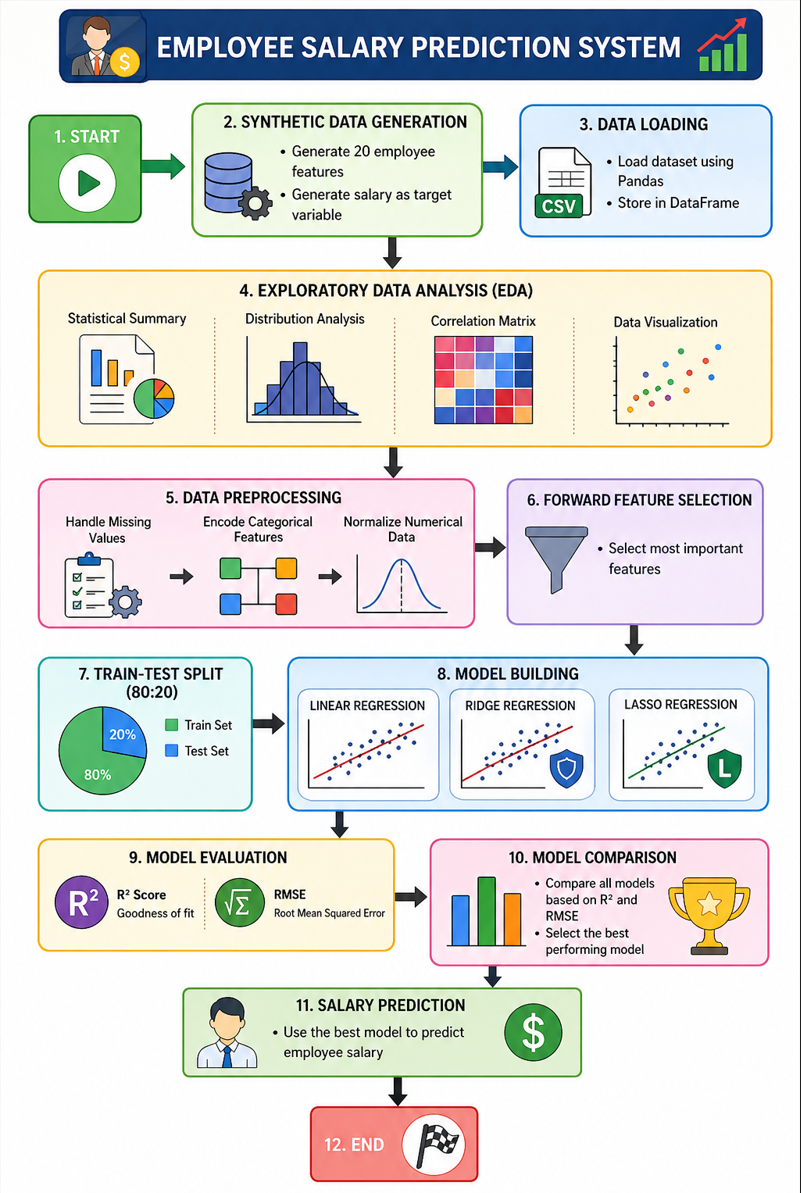 $
EMPLOYEE SALARY PREDICTION SYSTEM
1. START
2. SYNTHETIC DATA GENERATION
• Generate 20 employee
features
• Generate salary as target
variable
3. DATA LOADING
CSV
• Load dataset using
Pandas
• Store in DataFrame
4. EXPLORATORY DATA ANALYSIS (EDA)
Statistical Summary
Distribution Analysis
Correlation Matrix
Data Visualization
5. DATA PREPROCESSING
Handle Missing
Values
Encode Categorical
Features
Normalize Numerical
Data
6. FORWARD FEATURE SELECTION
• Select most important
features
7. TRAIN-TEST SPLIT
(80:20)
20%
80%
Train Set
Test Set
8. MODEL BUILDING
LINEAR REGRESSION
RIDGE REGRESSION
LASSO REGRESSION
L
9. MODEL EVALUATION
R²
R² Score
Goodness of fit
√Σ
RMSE
Root Mean Squared Error
10. MODEL COMPARISON
• Compare all models
based on R² and
RMSE
• Select the best
performing model
11. SALARY PREDICTION
• Use the best model to predict
employee salary
$
12. END